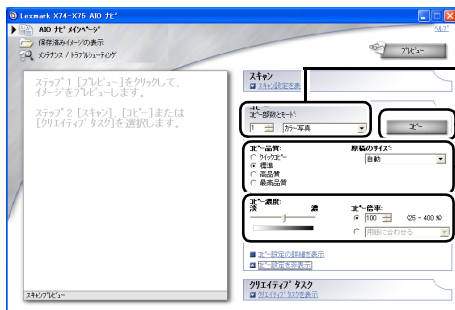 Lexmark X74-X75 AIO ナビ
AIO ナビ メインページ
ヘルプ
保存済みイメージの表示
メンテナンス / トラブルシューティング
プレビュー
ステップ 1 [プレビュー]をクリックして、
イメージをプレビューします。
ステップ 2 [スキャン]、[コピー]または
[クリエイティブ タスク]を選択します。
スキャン
スキャン設定を表
コピー
コピー部数とモード:
1
カラー写真
コピー
コピー品質:
クイックコピー
標準
高品質
最高品質
原稿のサイズ:
自動
コピー濃度:
淡 濃
コピー倍率:
100 (25 - 400 %)
用紙に合わせる
コピー設定の詳細を表示
コピー設定を非表示
クリエイティブ タスク
クリエイティブ タスクを表示
スキャンプレビュー